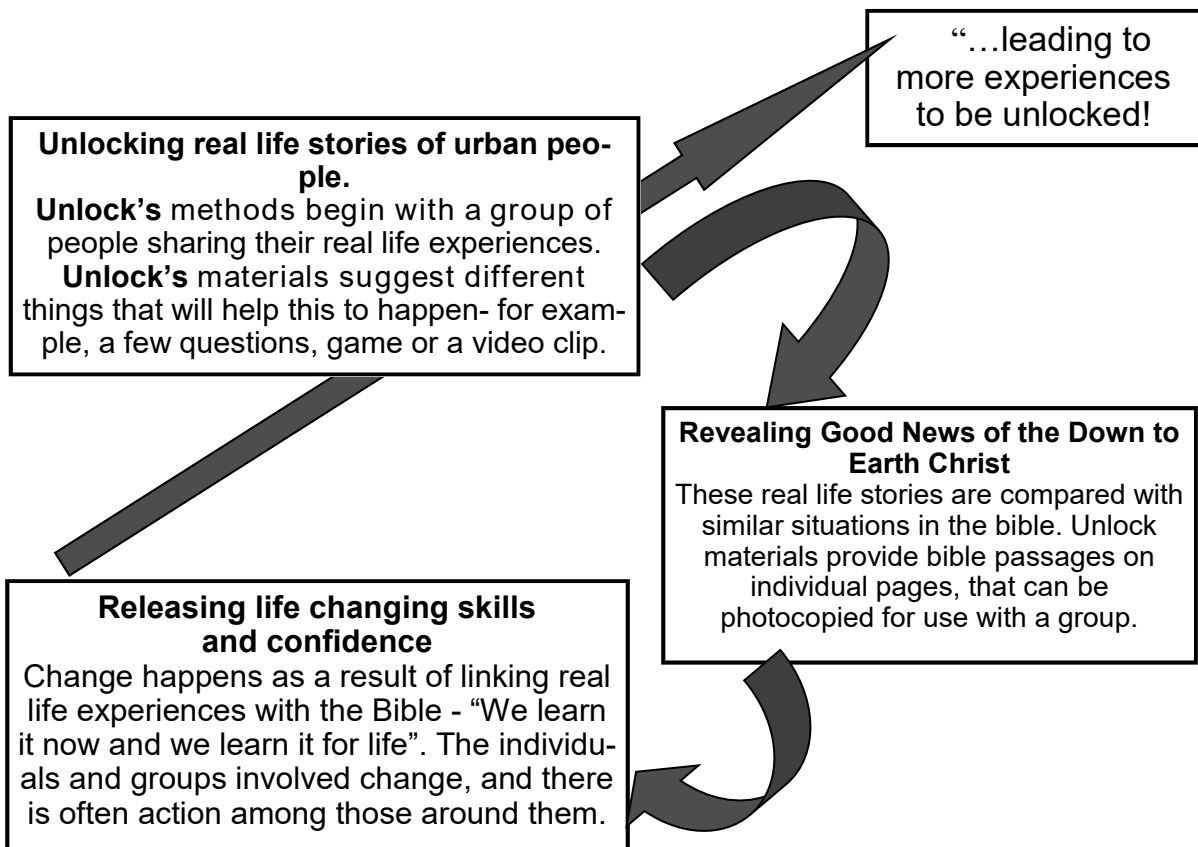 Unlocking real life stories of urban peo-
ple.
Unlock's methods begin with a group of
people sharing their real life experiences.
Unlock's materials suggest different
things that will help this to happen- for exam-
ple, a few questions, game or a video clip.
Revealing Good News of the Down to
Earth Christ
These real life stories are compared with
similar situations in the bible. Unlock
materials provide bible passages on
individual pages, that can be
photocopied for use with a group.
Releasing life changing skills
and confidence
Change happens as a result of linking real
life experiences with the Bible - “We learn
it now and we learn it for life”. The individu-
als and groups involved change, and there
is often action among those around them.
“…leading to
more experiences
to be unlocked!